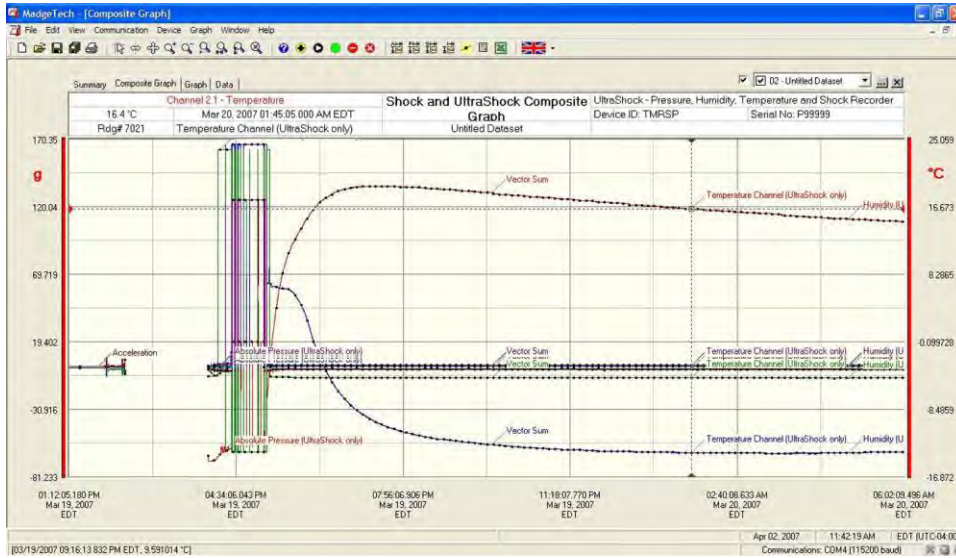 MadgeTech - [Composite Graph]
File Edit View Communication Device Graph Window Help
Summary Composite Graph Graph Data
02 - Untitled Dataset
Channel 2.1 - Temperature
16.4 °C Mar 20, 2007 01:45:05.000 AM EDT
Rdg# 7021 Temperature Channel (UltraShock only)
Shock and UltraShock Composite
Graph
Untitled Dataset
UltraShock - Pressure, Humidity, Temperature and Shock Recorder
Device ID: TMRSP Serial No: P99999
170.35 25.059
g °C
Vector Sum
Temperature Channel (UltraShock only)
120.04 Humidity (U 16.673
69.719 8.2865
19.402 -0.099728
Acceleration Absolute Pressure (UltraShock only) Vector Sum Temperature Channel (UltraShock only) Humidity (U
Vector Sum Temperature Channel (UltraShock only) Humidity (U
-30.916 -8.4859
Absolute Pressure (UltraShock only) Vector Sum Temperature Channel (UltraShock only) Humidity (U
-81.233 -16.872
01:12:05.180 PM 04:34:06.043 PM 07:56:06.906 PM 11:18:07.770 PM 02:40:08.633 AM 06:02:09.496 AM
Mar 19, 2007 Mar 19, 2007 Mar 19, 2007 Mar 19, 2007 Mar 20, 2007 Mar 20, 2007
EDT EDT EDT EDT EDT EDT
Apr 02, 2007 11:42:19 AM EDT (UTC-04:00
[03/19/2007 09:16:13.832 PM EDT, 9.591014 °C] Communications: COM4 (115200 baud)